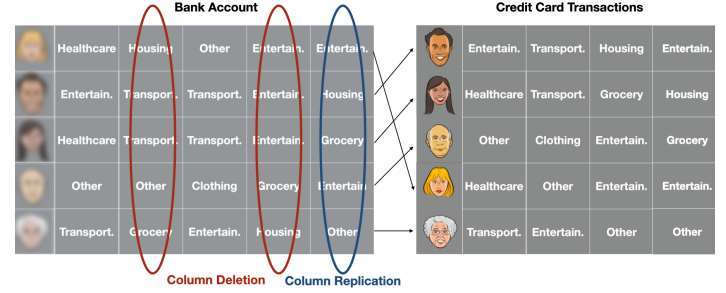 Bank Account
Credit Card Transactions
Healthcare Housing Other Entertain. Entertain.
Entertain. Transport. Transport. Entertain. Housing
Healthcare Transport. Transport. Entertain. Grocery
Other Other Clothing Grocery Entertain
Transport. Grocery Entertain. Housing Other
Entertain. Transport. Housing Entertain.
Healthcare Transport. Grocery Housing
Other Clothing Entertain. Grocery
Healthcare Other Entertain. Entertain.
Transport. Entertain. Other Other
Column Deletion
Column Replication